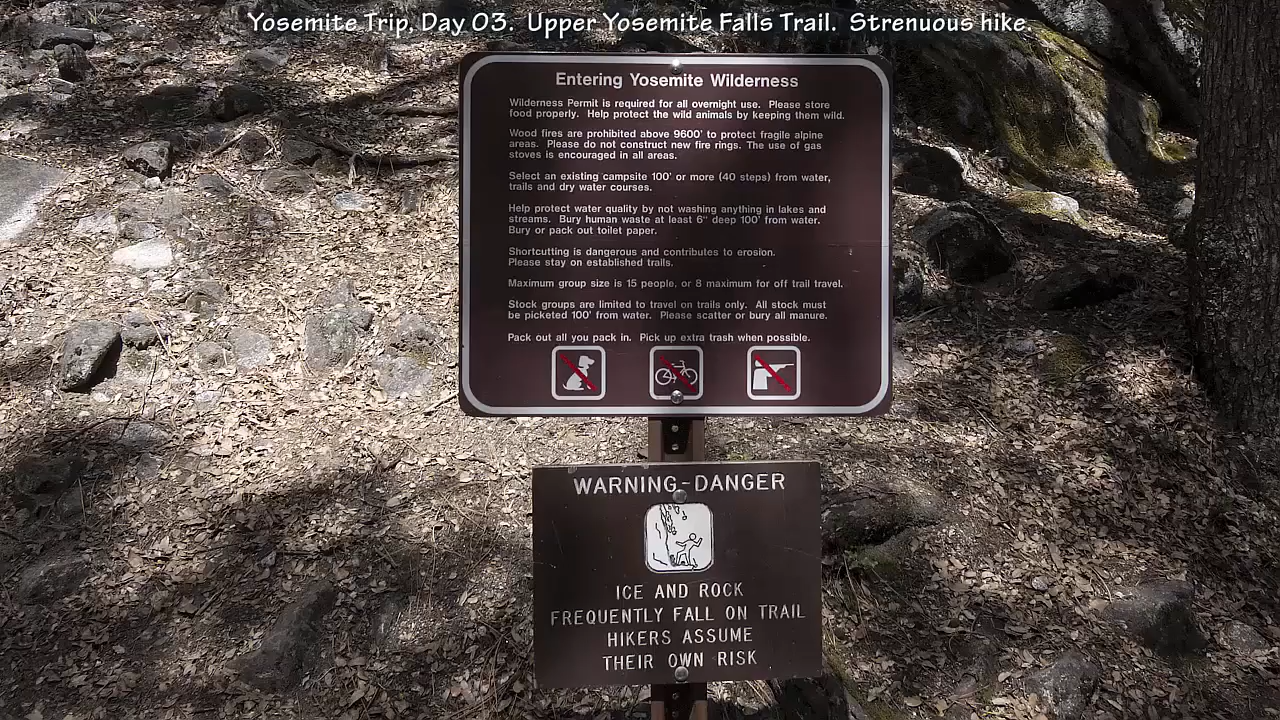 Yosemite Trip, Day 03. Upper Yosemite Falls Trail. Strenuous hike.
Entering Yosemite Wilderness
Wilderness Permit is required for all overnight use. Please store
food properly. Help protect the wild animals by keeping them wild.
Wood fires are prohibited above 9600' to protect fragile alpine
areas. Please do not construct new fire rings. The use of gas
stoves is encouraged in all areas.
Select an existing campsite 100' or more (40 steps) from water,
trails and dry water courses.
Help protect water quality by not washing anything in lakes and
streams. Bury human waste at least 6" deep 100' from water.
Bury or pack out toilet paper.
Shortcutting is dangerous and contributes to erosion.
Please stay on established trails.
Maximum group size is 15 people, or 8 maximum for off trail travel.
Stock groups are limited to travel on trails only. All stock must
be picketed 100' from water. Please scatter or bury all manure.
Pack out all you pack in. Pick up extra trash when possible.
WARNING-DANGER
ICE AND ROCK
FREQUENTLY FALL ON TRAIL
HIKERS ASSUME
THEIR OWN RISK